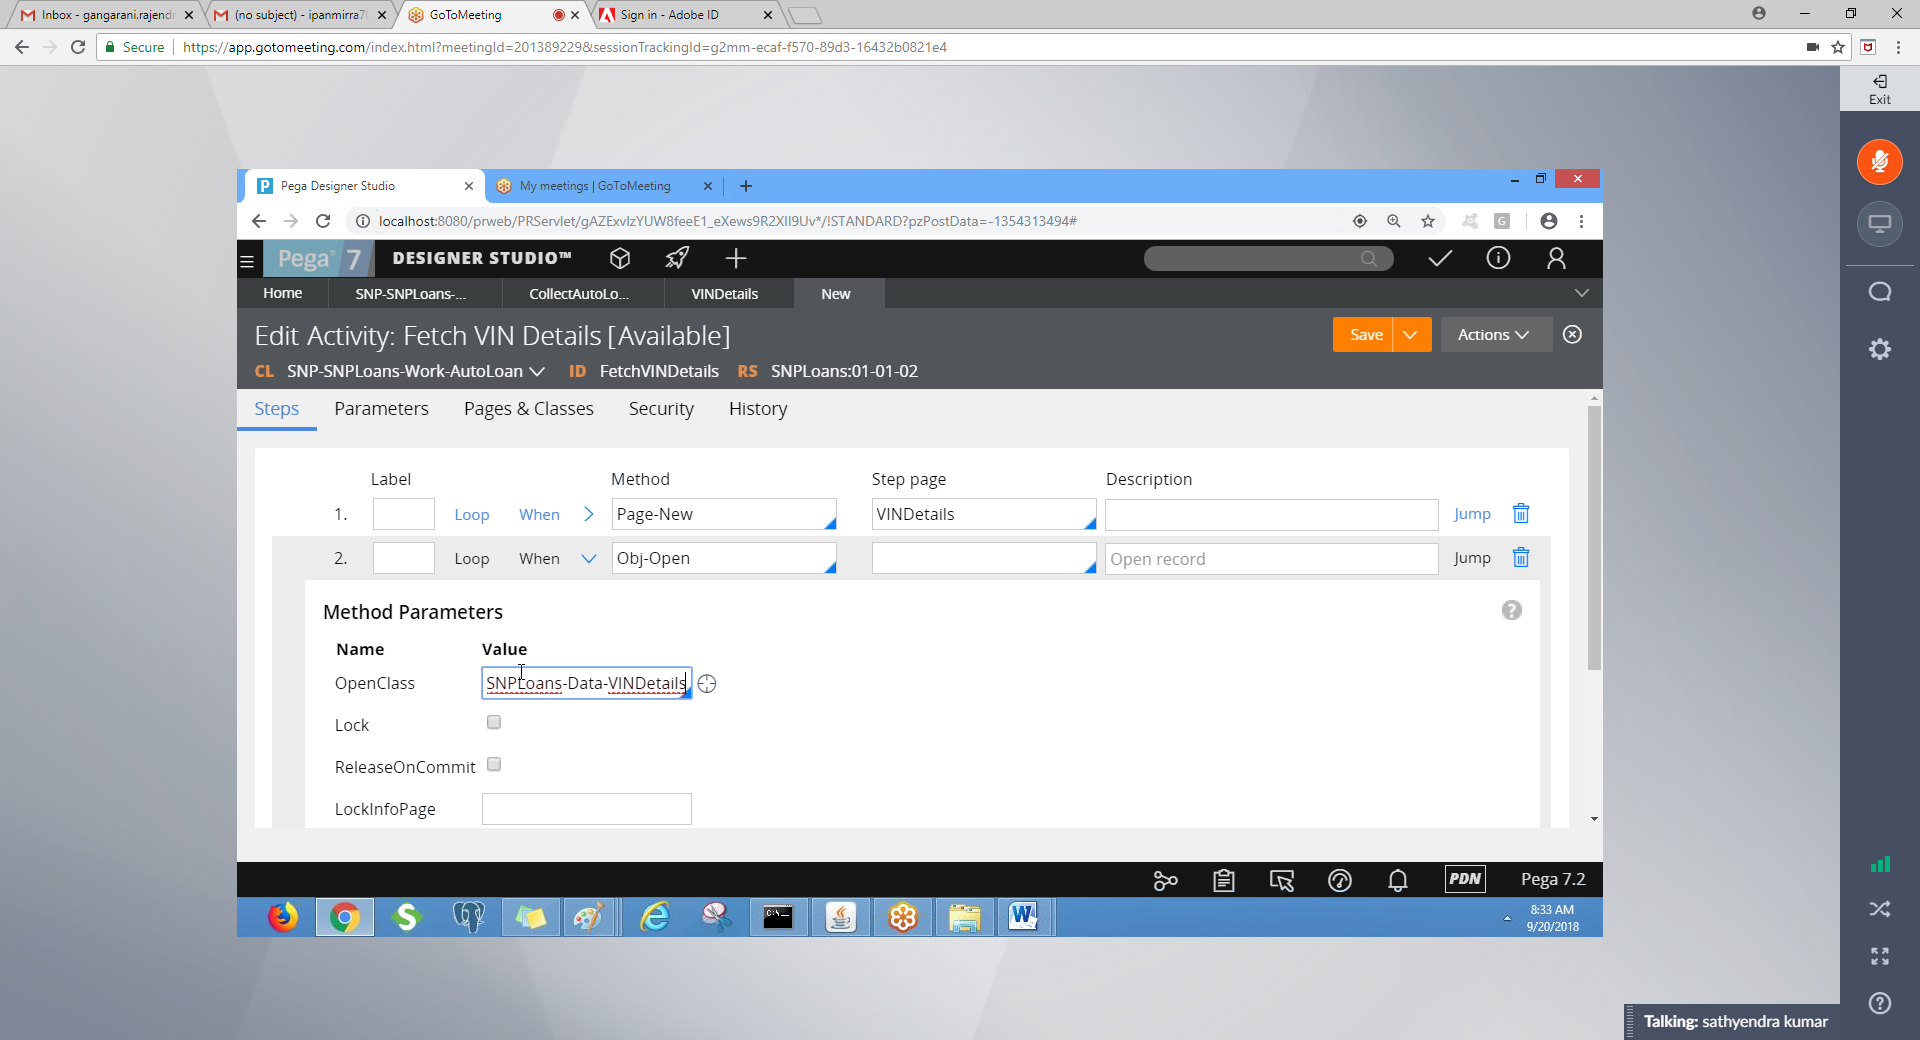 Inbox - gangarani.rajendr
(no subject) - ipanmirra70
GoToMeeting
Sign in - Adobe ID
Secure
https://app.gotomeeting.com/index.html?meetingId=201389229&sessionTrackingId=g2mm-ecaf-f570-89d3-16432b0821e4
Exit
Pega Designer Studio
My meetings | GoToMeeting
localhost:8080/prweb/PRServlet/gAZExvlzYUW8feeE1_eXews9R2XII9Uv*/!STANDARD?pzPostData=-1354313494#
Pega 7
DESIGNER STUDIO™
Home
SNP-SNPLoans-...
CollectAutoLo...
VINDetails
New
Edit Activity: Fetch VIN Details [Available]
Save
Actions
CL SNP-SNPLoans-Work-AutoLoan ID FetchVINDetails RS SNPLoans:01-01-02
Steps Parameters Pages & Classes Security History
Label Method Step page Description
1. Loop When Page-New VINDetails Jump
2. Loop When Obj-Open Open record Jump
Method Parameters
Name Value
OpenClass SNPLoans-Data-VINDetails
Lock
ReleaseOnCommit
LockInfoPage
PDN
Pega 7.2
8:33 AM
9/20/2018
Talking: sathyendra kumar